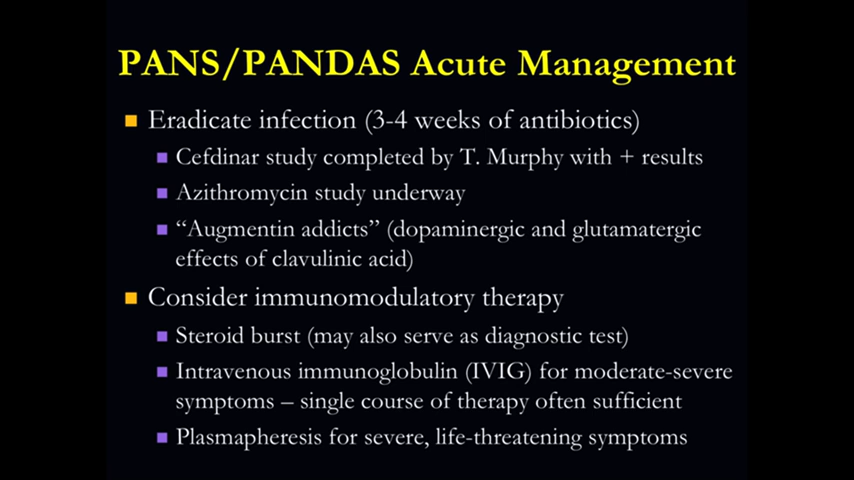 PANS/PANDAS Acute Management
Eradicate infection (3-4 weeks of antibiotics)
Cefdinar study completed by T. Murphy with + results
Azithromycin study underway
“Augmentin addicts” (dopaminergic and glutamatergic
effects of clavulinic acid)
Consider immunomodulatory therapy
Steroid burst (may also serve as diagnostic test)
Intravenous immunoglobulin (IVIG) for moderate-severe
symptoms – single course of therapy often sufficient
Plasmapheresis for severe, life-threatening symptoms